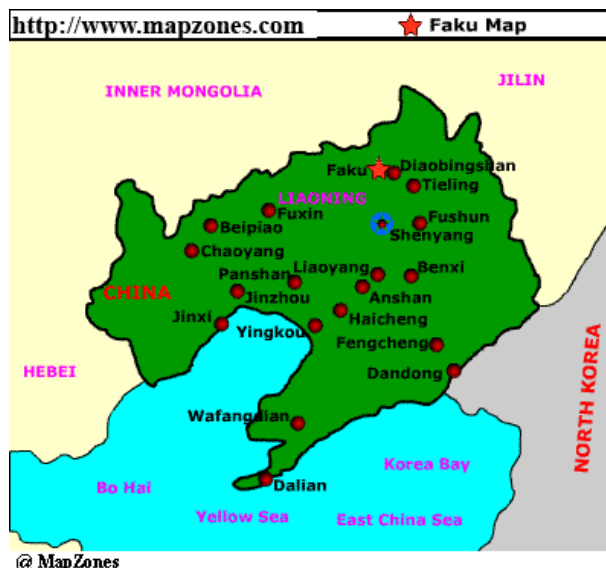 http://www.mapzones.com
Faku Map
INNER MONGOLIA
JILIN
Faku
Diaobingshan
Tieling
LIAONING
Fuxin
Beipiao
Fushun
Shenyang
Chaoyang
Panshan
Liaoyang
Benxi
CHINA
Jinzhou
Anshan
Jinxi
Yingkou
Haicheng
Fengcheng
HEBEI
Dandong
NORTH KOREA
Wafangdian
Korea Bay
Bo Hai
Dalian
Yellow Sea
East China Sea
@ MapZones